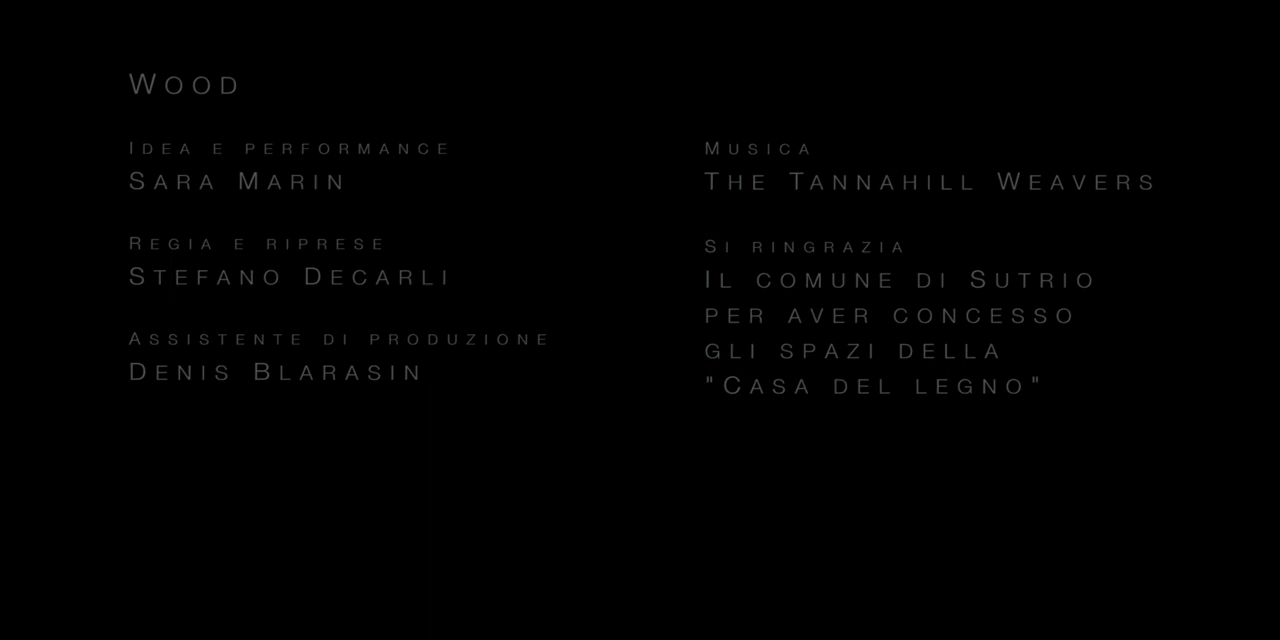 Wood
Idea e performance
Sara Marin
Regia e riprese
Stefano Decarli
Assistente di produzione
Denis Blarasin
Musica
The Tannahill Weavers
Si ringrazia
Il comune di Sutrio
per aver concesso
gli spazi della
"Casa del legno"